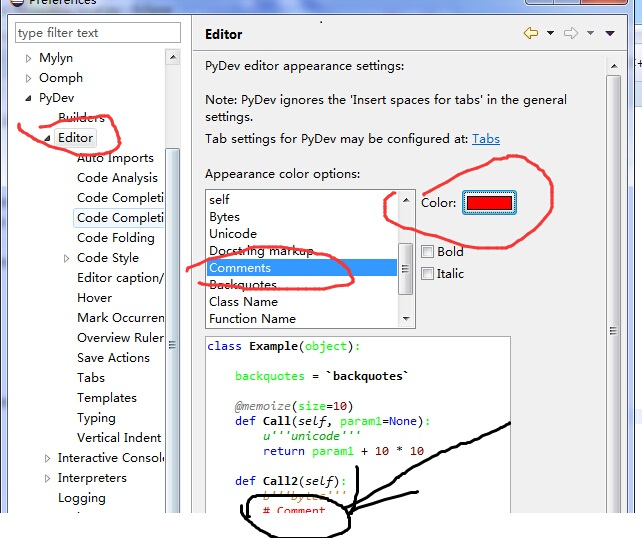 Preferences
type filter text
Mylyn
Oomph
PyDev
Builders
Editor
Auto Imports
Code Analysis
Code Completi
Code Completi
Code Folding
Code Style
Editor caption/
Hover
Mark Occurren
Overview Ruler
Save Actions
Tabs
Templates
Typing
Vertical Indent
Interactive Console
Interpreters
Logging
Editor
PyDev editor appearance settings:
Note: PyDev ignores the 'Insert spaces for tabs' in the general
settings.
Tab settings for PyDev may be configured at: Tabs
Appearance color options:
self
Bytes
Unicode
Docstring markup
Comments
Backquotes
Class Name
Function Name
Color:
Bold
Italic
class Example(object):
backquotes = `backquotes`
@memoize(size=10)
def Call(self, param1=None):
u'''unicode'''
return param1 + 10 * 10
def Call2(self):
b'''bytes'''
# Comment